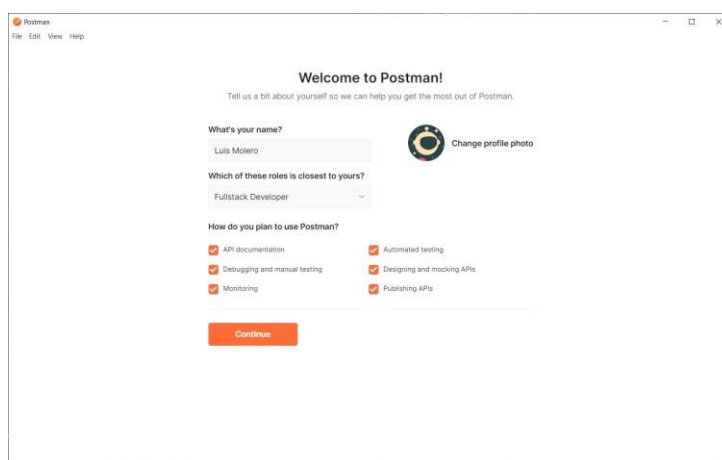 Postman
File Edit View Help
Welcome to Postman!
Tell us a bit about yourself so we can help you get the most out of Postman.
What's your name?
Luis Molero
Change profile photo
Which of these roles is closest to yours?
Fullstack Developer
How do you plan to use Postman?
API documentation
Automated testing
Debugging and manual testing
Designing and mocking APIs
Monitoring
Publishing APIs
Continue